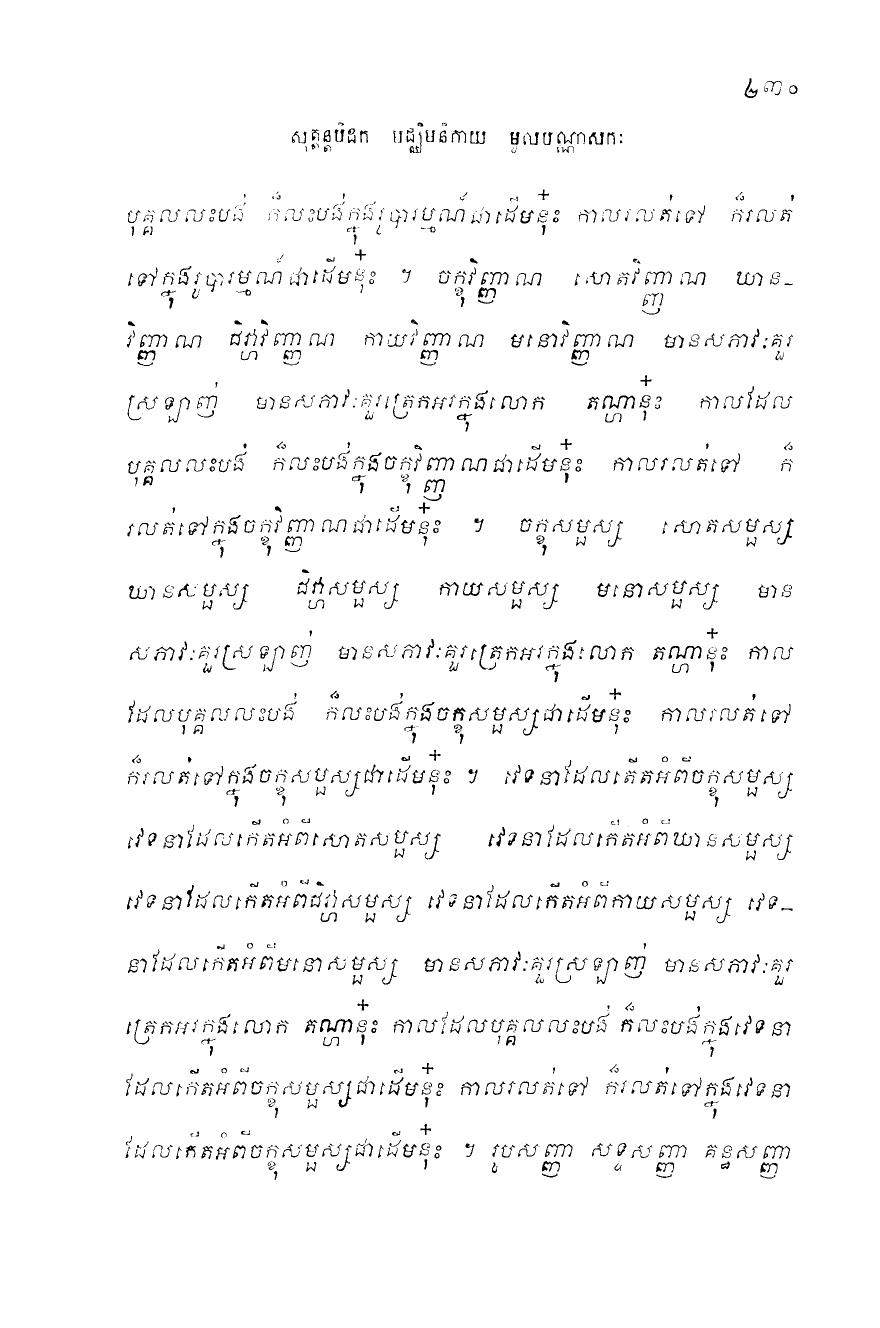 ៤៣០
សុត្តន្តបិដក មជ្ឈិមនិកាយ មូលបណ្ណាសកៈ
បុគ្គលលះបង់ ក៏លះបង់ក្នុងរូបារម្មណ៍ជាដើមនុ៎ះ កាលរលត់ទៅ ក៏រលត់
ទៅក្នុងរូបារម្មណ៍ជាដើមនុ៎ះ ។ ចក្ខុវិញ្ញាណ សោតវិញ្ញាណ ឃាន-
វិញ្ញាណ ជិវ្ហាវិញ្ញាណ កាយវិញ្ញាណ មនោវិញ្ញាណ មានសភាវៈគួរ
ស្រឡាញ់ មានសភាវៈគួរត្រេកអរក្នុងលោក តណ្ហានុ៎ះ កាលដែល
បុគ្គលលះបង់ ក៏លះបង់ក្នុងចក្ខុវិញ្ញាណជាដើមនុ៎ះ កាលរលត់ទៅ ក៏
រលត់ទៅក្នុងចក្ខុវិញ្ញាណជាដើមនុ៎ះ ។ ចក្ខុសម្ផស្ស សោតសម្ផស្ស
ឃានសម្ផស្ស ជិវ្ហាសម្ផស្ស កាយសម្ផស្ស មនោសម្ផស្ស មាន
សភាវៈគួរស្រឡាញ់ មានសភាវៈគួរត្រេកអរក្នុងលោក តណ្ហានុ៎ះ កាល
ដែលបុគ្គលលះបង់ ក៏លះបង់ក្នុងចក្ខុសម្ផស្សជាដើមនុ៎ះ កាលរលត់ទៅ
ក៏រលត់ទៅក្នុងចក្ខុសម្ផស្សជាដើមនុ៎ះ ។ វេទនាដែលកើតអំពីចក្ខុសម្ផស្ស
វេទនាដែលកើតអំពីសោតសម្ផស្ស វេទនាដែលកើតអំពីឃានសម្ផស្ស
វេទនាដែលកើតអំពីជិវ្ហាសម្ផស្ស វេទនាដែលកើតអំពីកាយសម្ផស្ស វេទ-
នាដែលកើតអំពីមនោសម្ផស្ស មានសភាវៈគួរស្រឡាញ់ មានសភាវៈគួរ
ត្រេកអរក្នុងលោក តណ្ហានុ៎ះ កាលដែលបុគ្គលលះបង់ ក៏លះបង់ក្នុងវេទនា
ដែលកើតអំពីចក្ខុសម្ផស្សជាដើមនុ៎ះ កាលរលត់ទៅ ក៏រលត់ទៅក្នុងវេទនា
ដែលកើតអំពីចក្ខុសម្ផស្សជាដើមនុ៎ះ ។ រូបសញ្ញា សទ្ទសញ្ញា គន្ធសញ្ញា